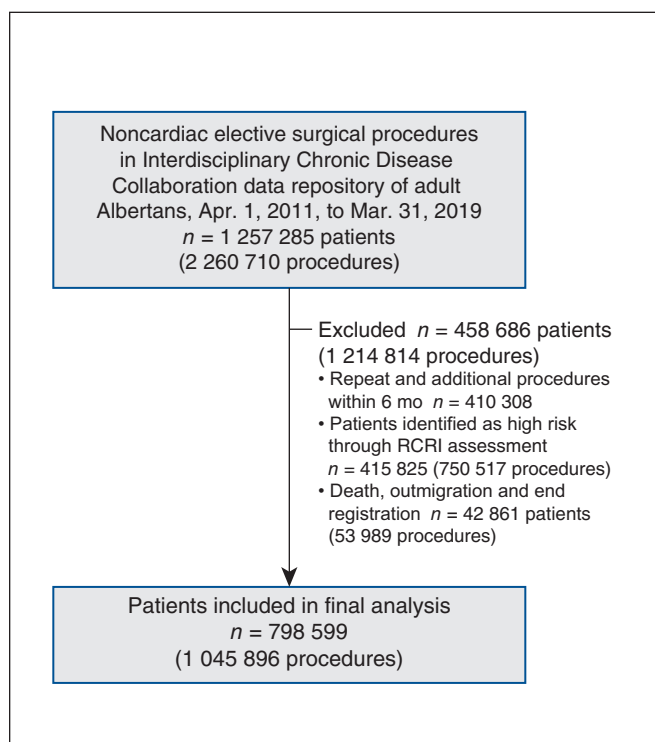 Noncardiac elective surgical procedures
in Interdisciplinary Chronic Disease
Collaboration data repository of adult
Albertans, Apr. 1, 2011, to Mar. 31, 2019
n = 1 257 285 patients
(2 260 710 procedures)
Excluded n = 458 686 patients
(1 214 814 procedures)
• Repeat and additional procedures
within 6 mo n = 410 308
• Patients identified as high risk
through RCRI assessment
n = 415 825 (750 517 procedures)
• Death, outmigration and end
registration n = 42 861 patients
(53 989 procedures)
Patients included in final analysis
n = 798 599
(1 045 896 procedures)